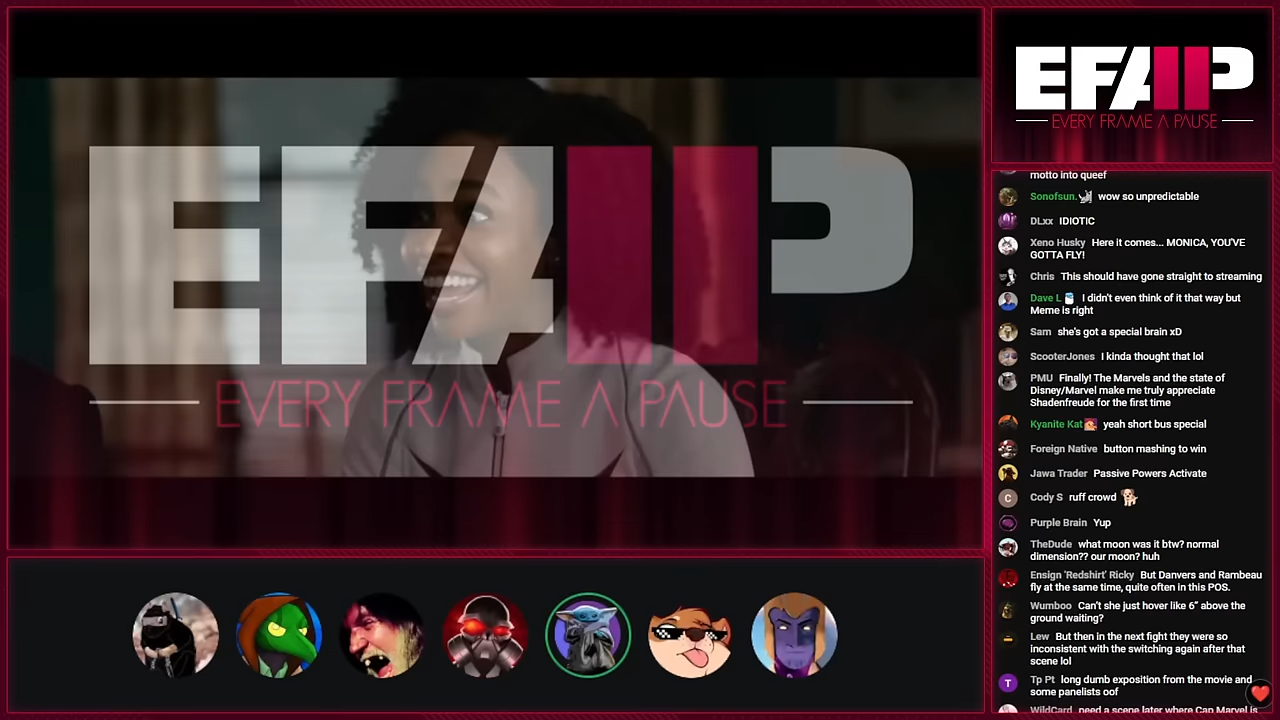 EFAP
EVERY FRAME A PAUSE
EFAP
EVERY FRAME A PAUSE
motto into queef
Sonofsun. wow so unpredictable
DLxx IDIOTIC
Xeno Husky Here it comes... MONICA, YOU'VE
GOTTA FLY!
Chris This should have gone straight to streaming
Dave L I didn't even think of it that way but
Meme is right
Sam she's got a special brain xD
ScooterJones I kinda thought that lol
PMU Finally! The Marvels and the state of
Disney/Marvel make me truly appreciate
Shadenfreude for the first time
Kyanite Kat yeah short bus special
Foreign Native button mashing to win
Jawa Trader Passive Powers Activate
C
Cody S ruff crowd
Purple Brain Yup
TheDude what moon was it btw? normal
dimension?? our moon? huh
Ensign 'Redshirt' Ricky But Danvers and Rambeau
fly at the same time, quite often in this POS.
Wumboo Can't she just hover like 6" above the
ground waiting?
Lew But then in the next fight they were so
inconsistent with the switching again after that
scene lol
T
Tp Pt long dumb exposition from the movie and
some panelists oof
WildCard need a scene later where Cap Marvel is